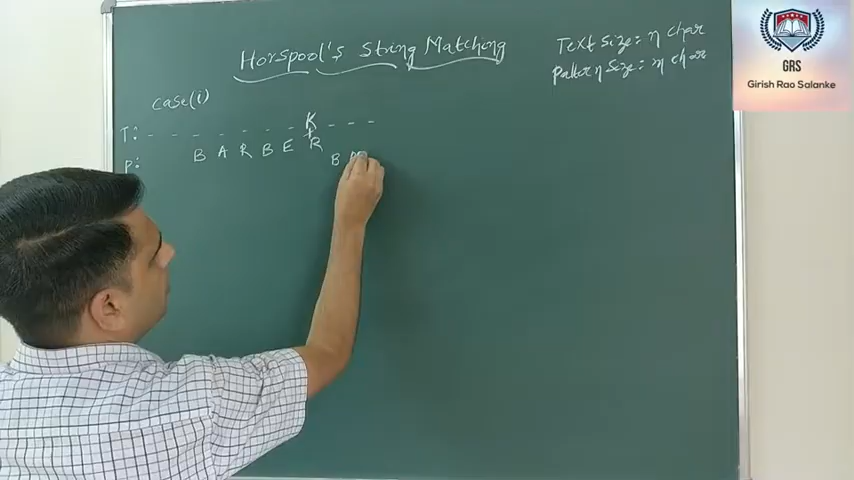 Horspool's String Matching
Text Size: n char
Pattern Size: m char
Case(i)
T: - - - - - - - K - - -
P: B A R B E R
B
GRS
Girish Rao Salanke